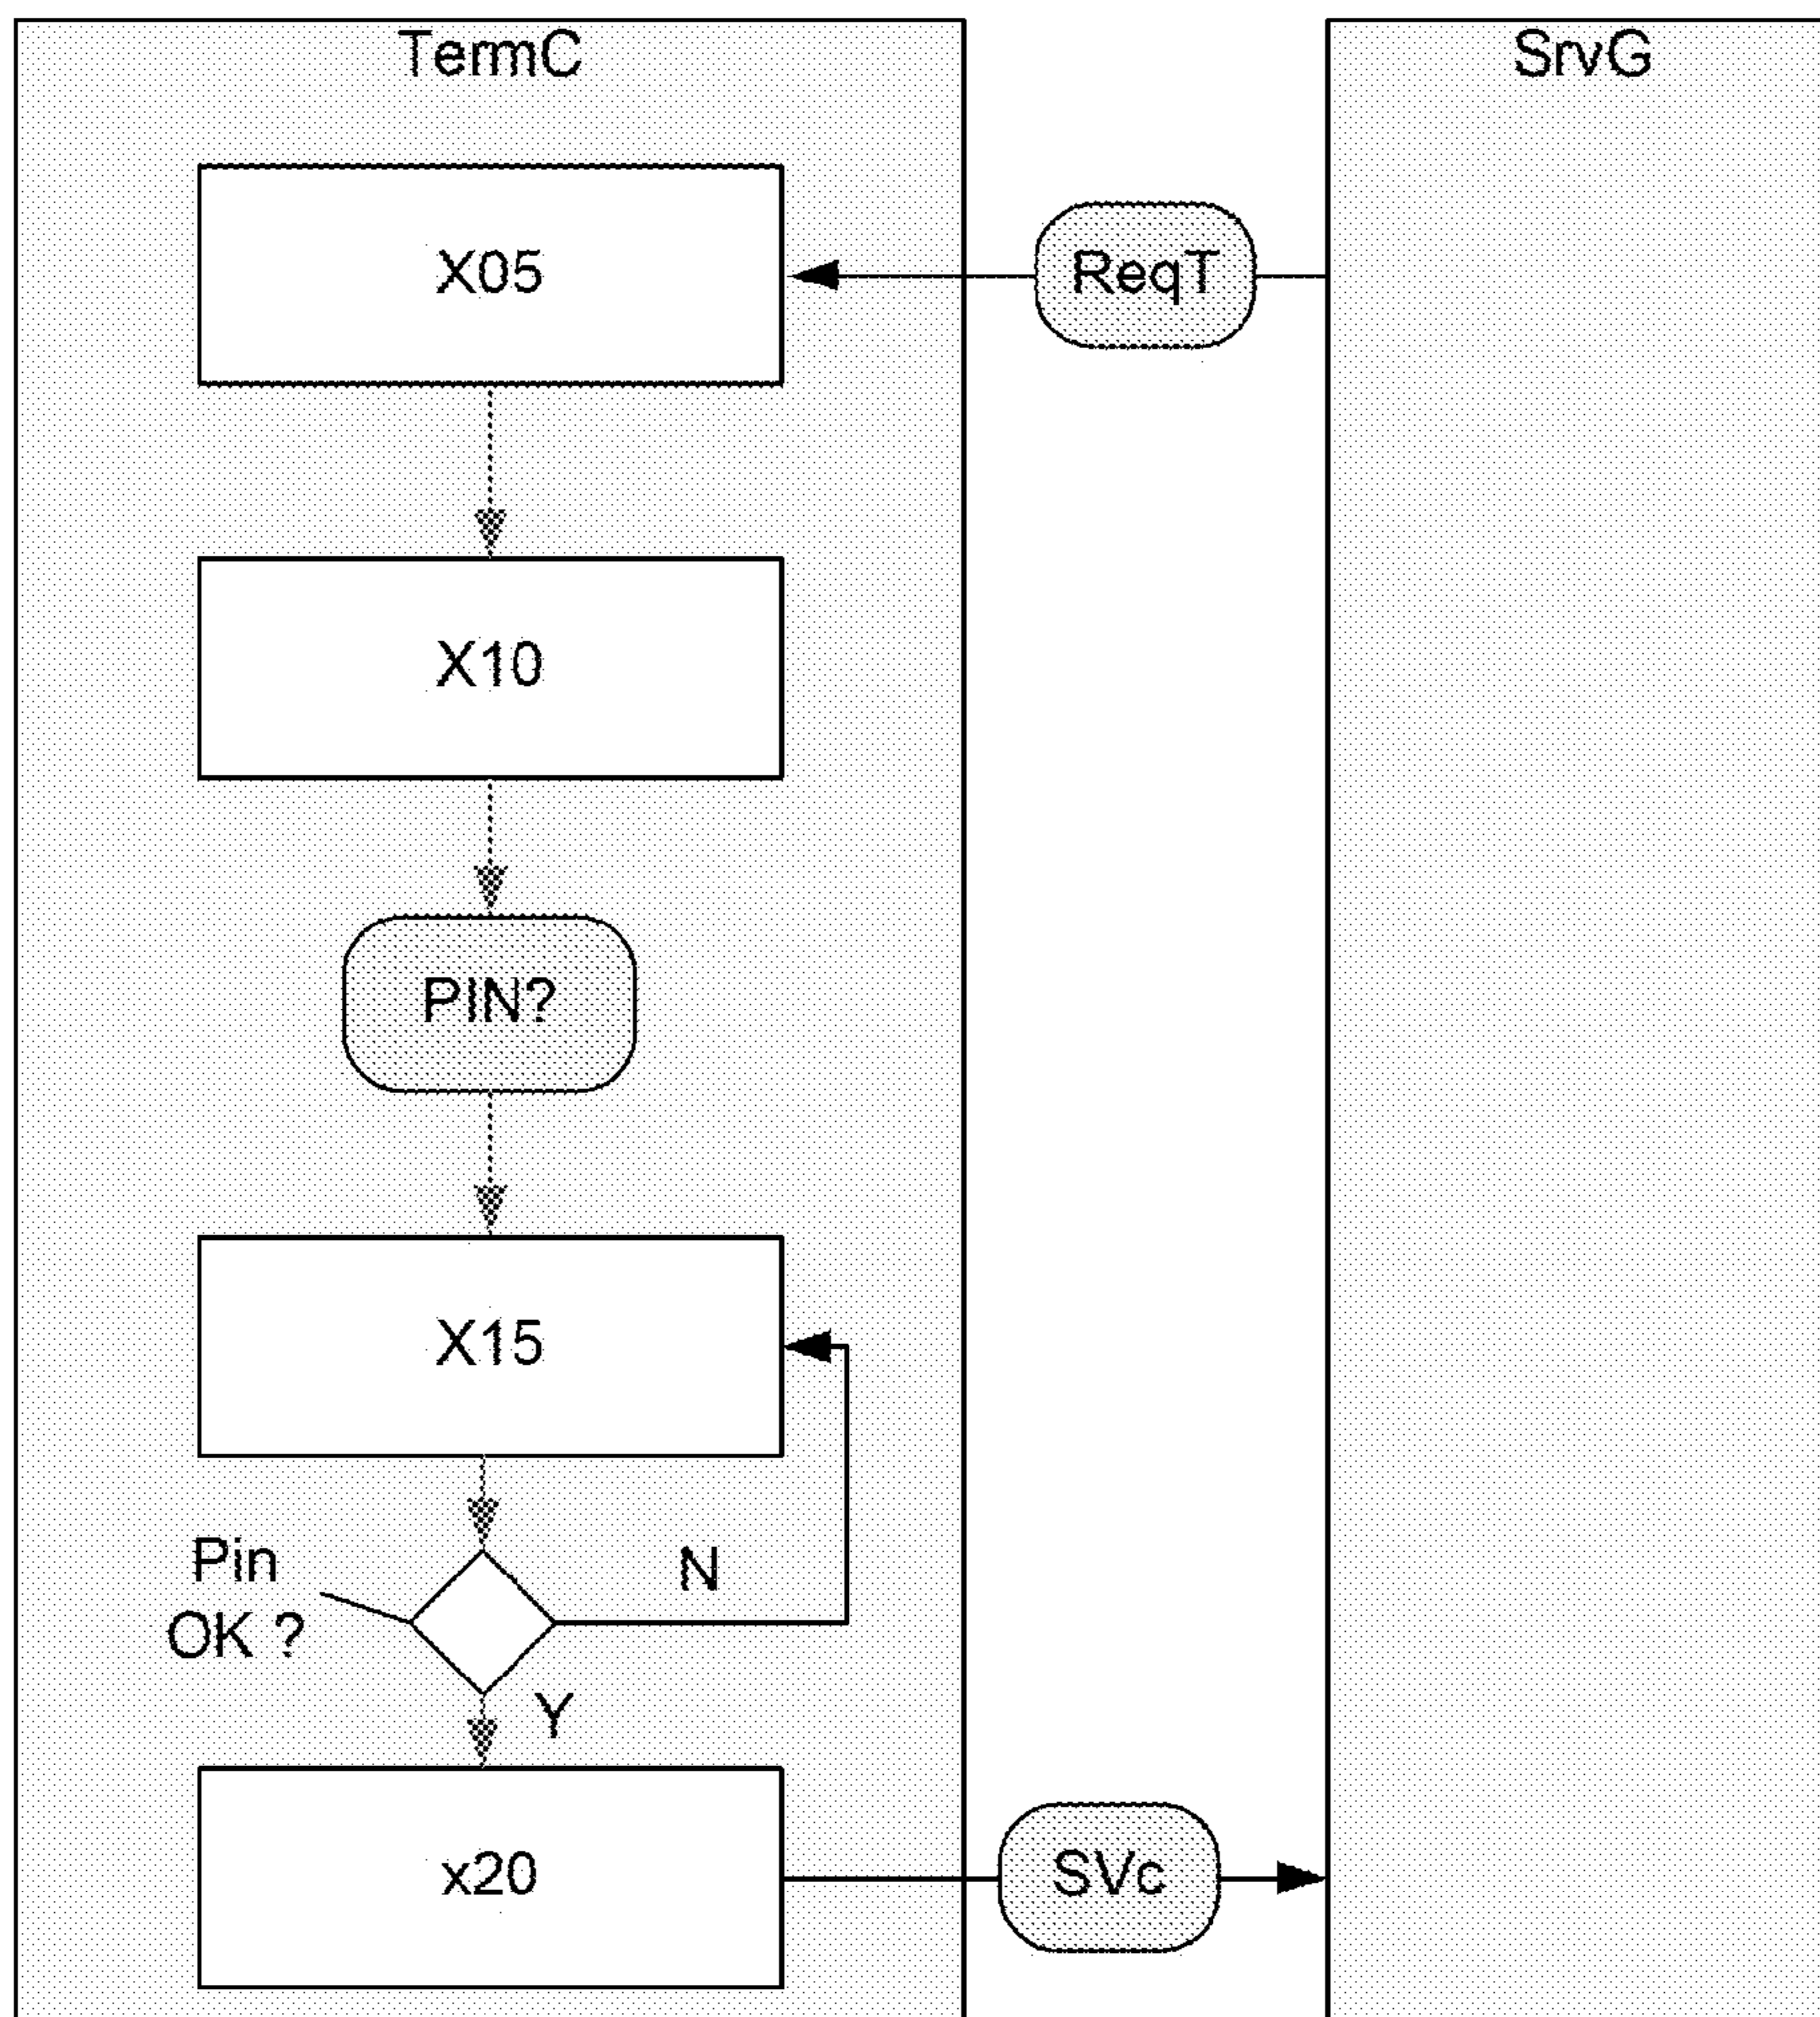 TermC
SrvG
X05
ReqT
X10
PIN?
X15
Pin
OK ?
N
Y
x20
SVc